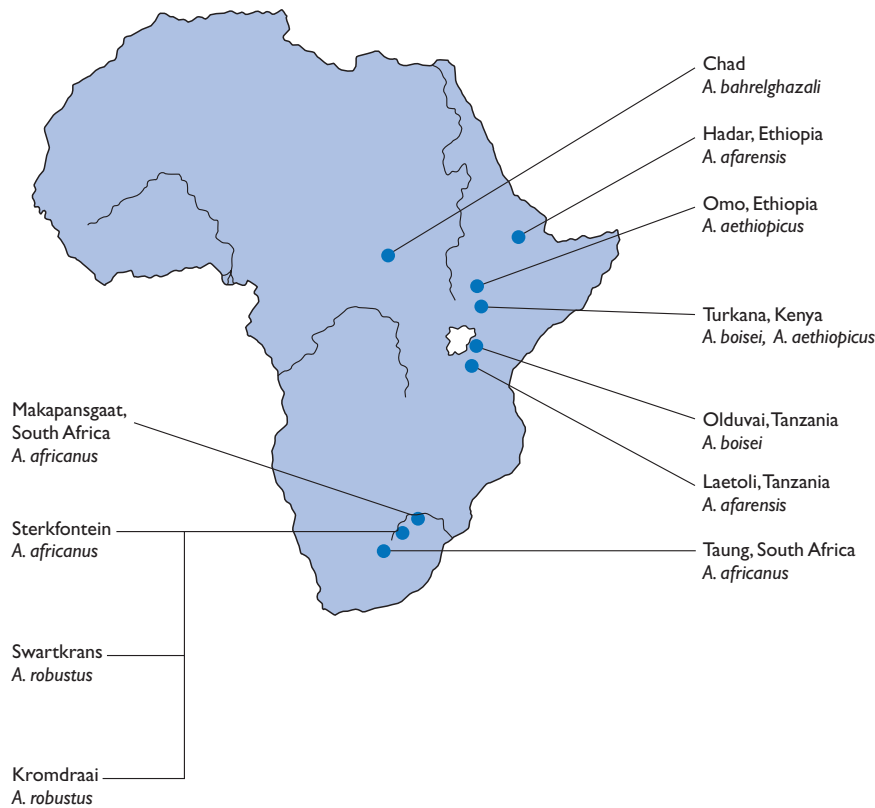 Chad
A. bahrelghazali
Hadar, Ethiopia
A. afarensis
Omo, Ethiopia
A. aethiopicus
Turkana, Kenya
A. boisei, A. aethiopicus
Olduvai, Tanzania
A. boisei
Laetoli, Tanzania
A. afarensis
Taung, South Africa
A. africanus
Makapansgaat,
South Africa
A. africanus
Sterkfontein
A. africanus
Swartkrans
A. robustus
Kromdraai
A. robustus